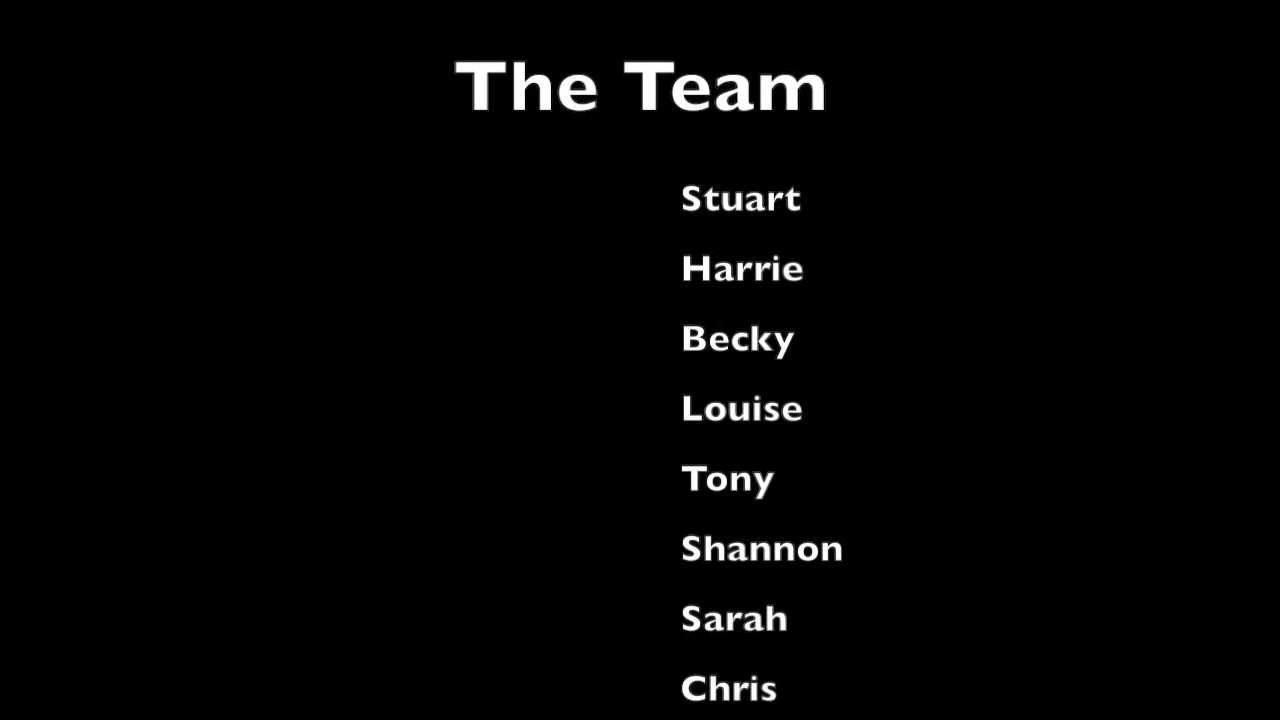 The Team
Stuart
Harrie
Becky
Louise
Tony
Shannon
Sarah
Chris